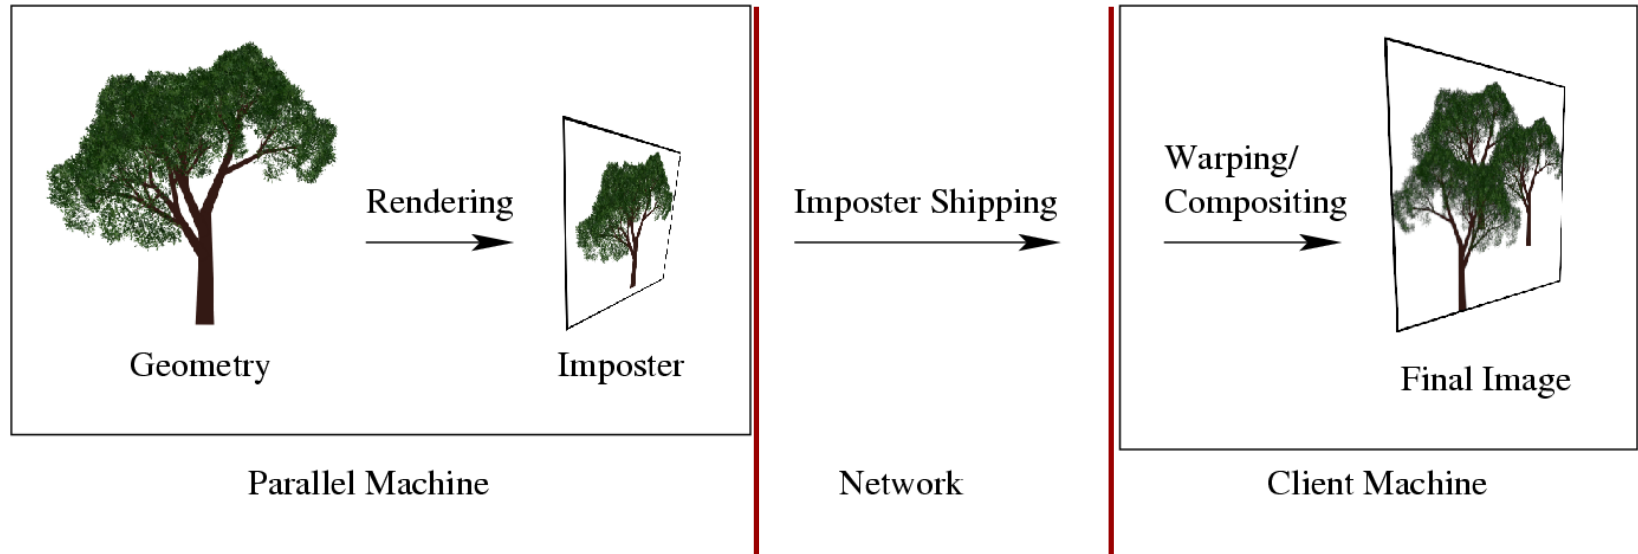 Rendering
Geometry
Imposter
Parallel Machine
Imposter Shipping
Network
Warping/
Compositing
Final Image
Client Machine